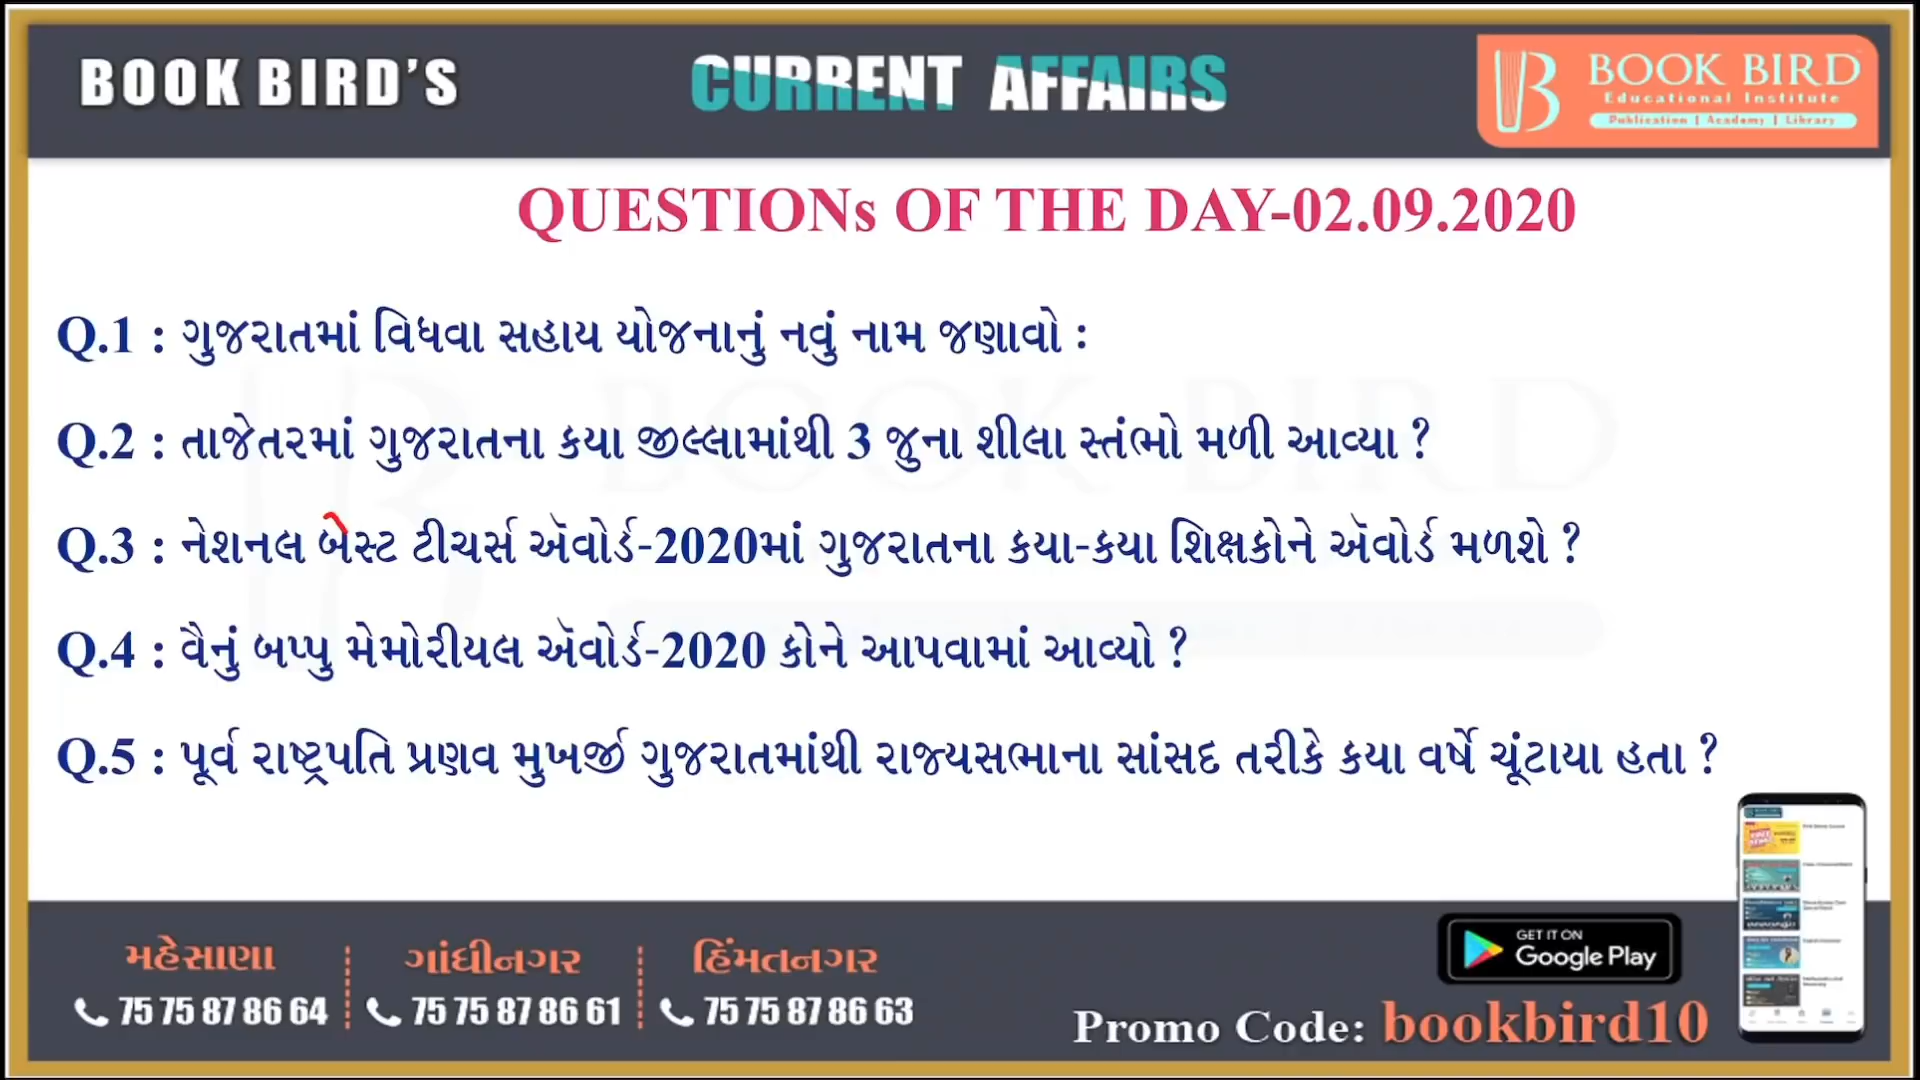 BOOK BIRD'S
CURRENT AFFAIRS
BOOK BIRD
Educational Institute
Publication | Academy | Library
QUESTIONs OF THE DAY-02.09.2020
Q.1 : ગુજરાતમાં વિધવા સહાય યોજનાનું નવું નામ જણાવો :
Q.2 : તાજેતરમાં ગુજરાતના કયા જીલ્લામાંથી 3 જુના શીલા સ્તંભો મળી આવ્યા ?
Q.3 : નેશનલ બેસ્ટ ટીચર્સ ઍવોર્ડ-2020માં ગુજરાતના કયા-કયા શિક્ષકોને ઍવોર્ડ મળશે ?
Q.4 : વૈનું બપ્પુ મેમોરીયલ ઍવોર્ડ-2020 કોને આપવામાં આવ્યો ?
Q.5 : પૂર્વ રાષ્ટ્રપતિ પ્રણવ મુખર્જી ગુજરાતમાંથી રાજ્યસભાના સાંસદ તરીકે કયા વર્ષે ચૂંટાયા હતા ?
મહેસાણા
75 75 87 86 64
ગાંધીનગર
75 75 87 86 61
હિંમતનગર
75 75 87 86 63
GET IT ON
Google Play
Promo Code: bookbird10